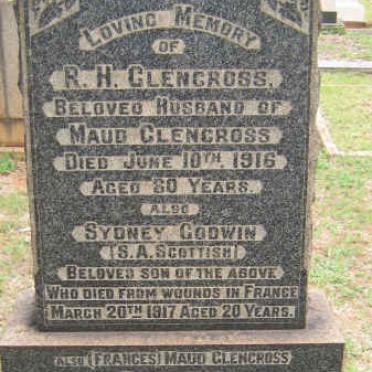 LOVING MEMORY
OF
R. H. GLENCROSS,
BELOVED HUSBAND OF
MAUD GLENCROSS
DIED JUNE 10TH 1916
AGED 60 YEARS.
ALSO
SYDNEY GODWIN
(S.A. SCOTTISH)
BELOVED SON OF THE ABOVE
WHO DIED FROM WOUNDS IN FRANCE
MARCH 20TH 1917 AGED 20 YEARS.
ALSO (FRANCES) MAUD GLENCROSS